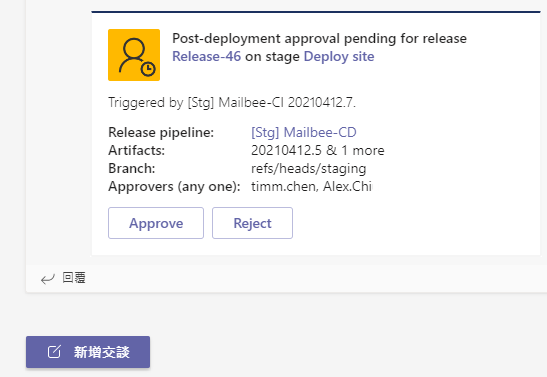 Post-deployment approval pending for release
Release-46 on stage Deploy site
Triggered by [Stg] Mailbee-CI 20210412.7.
Release pipeline: [Stg] Mailbee-CD
Artifacts: 20210412.5 & 1 more
Branch: refs/heads/staging
Approvers (any one): timm.chen, Alex.Chi
Approve Reject
回覆
新增交談